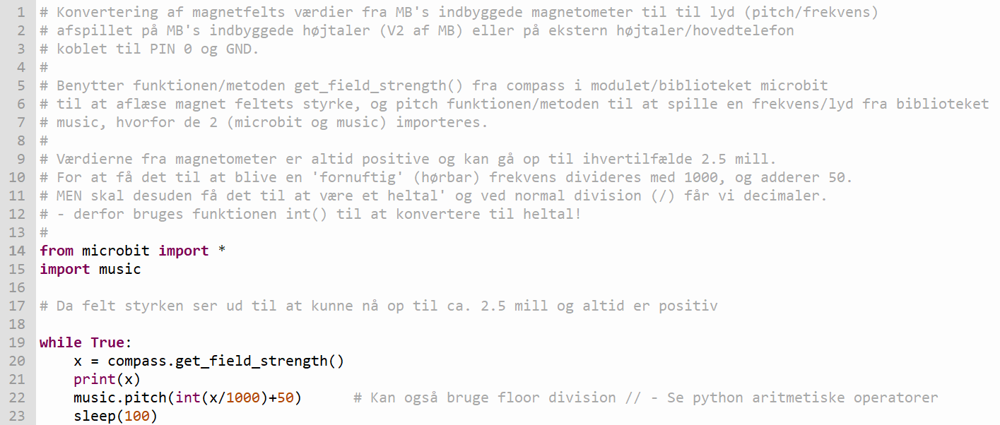 1 # Konvertering af magnetfelts værdier fra MB's indbyggede magnetometer til til lyd (pitch/frekvens)
2 # afspillet på MB's indbyggede højtaler (V2 af MB) eller på ekstern højtaler/hovedtelefon
3 # koblet til PIN 0 og GND.
4 #
5 # Benytter funktionen/metoden get_field_strength() fra compass i modulet/biblioteket microbit
6 # til at aflæse magnet feltets styrke, og pitch funktionen/metoden til at spille en frekvens/lyd fra biblioteket
7 # music, hvorfor de 2 (microbit og music) importeres.
8 #
9 # Værdierne fra magnetometer er altid positive og kan gå op til ihvertilfælde 2.5 mill.
10 # For at få det til at blive en 'fornuftig' (hørbar) frekvens divideres med 1000, og adderer 50.
11 # MEN skal desuden få det til at være et heltal' og ved normal division (/) får vi decimaler.
12 # - derfor bruges funktionen int() til at konvertere til heltal!
13 #
14 from microbit import *
15 import music
16
17 # Da felt styrken ser ud til at kunne nå op til ca. 2.5 mill og altid er positiv
18
19 while True:
20     x = compass.get_field_strength()
21     print(x)
22     music.pitch(int(x/1000)+50)      # Kan også bruge floor division // - Se python aritmetiske operatorer
23     sleep(100)